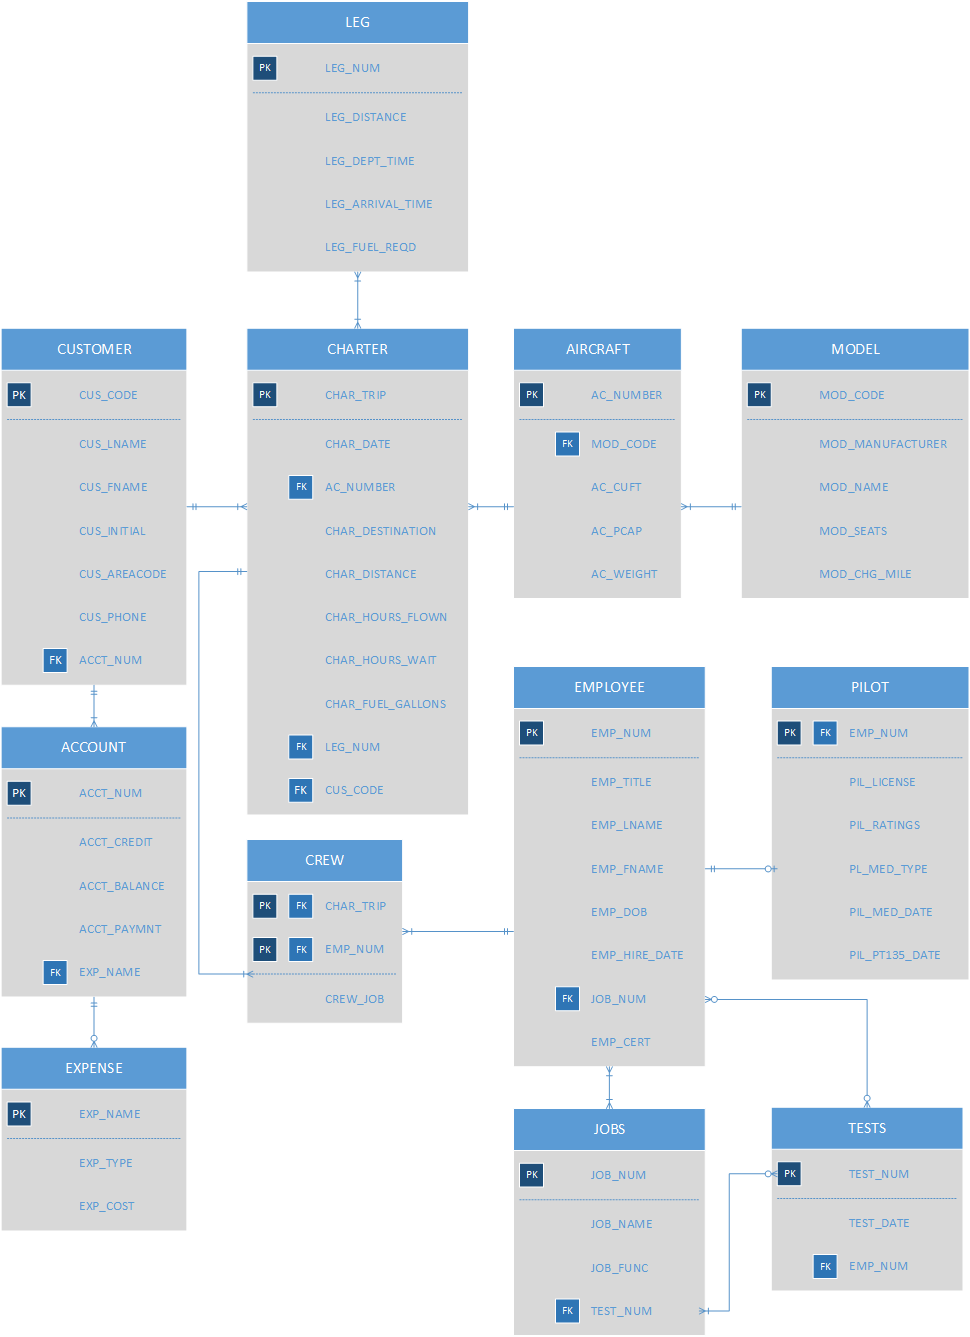 LEG
PK LEG_NUM
LEG_DISTANCE
LEG_DEPT_TIME
LEG_ARRIVAL_TIME
LEG_FUEL_REQD
CUSTOMER
PK CUS_CODE
CUS_LNAME
CUS_FNAME
CUS_INITIAL
CUS_AREACODE
CUS_PHONE
FK ACCT_NUM
CHARTER
PK CHAR_TRIP
CHAR_DATE
FK AC_NUMBER
CHAR_DESTINATION
CHAR_DISTANCE
CHAR_HOURS_FLOWN
CHAR_HOURS_WAIT
CHAR_FUEL_GALLONS
FK LEG_NUM
FK CUS_CODE
AIRCRAFT
PK AC_NUMBER
FK MOD_CODE
AC_CUFT
AC_PCAP
AC_WEIGHT
MODEL
PK MOD_CODE
MOD_MANUFACTURER
MOD_NAME
MOD_SEATS
MOD_CHG_MILE
ACCOUNT
PK ACCT_NUM
ACCT_CREDIT
ACCT_BALANCE
ACCT_PAYMNT
FK EXP_NAME
CREW
PK FK CHAR_TRIP
PK FK EMP_NUM
CREW_JOB
EMPLOYEE
PK EMP_NUM
EMP_TITLE
EMP_LNAME
EMP_FNAME
EMP_DOB
EMP_HIRE_DATE
FK JOB_NUM
EMP_CERT
PILOT
PK FK EMP_NUM
PIL_LICENSE
PIL_RATINGS
PL_MED_TYPE
PIL_MED_DATE
PIL_PT135_DATE
EXPENSE
PK EXP_NAME
EXP_TYPE
EXP_COST
JOBS
PK JOB_NUM
JOB_NAME
JOB_FUNC
FK TEST_NUM
TESTS
PK TEST_NUM
TEST_DATE
FK EMP_NUM